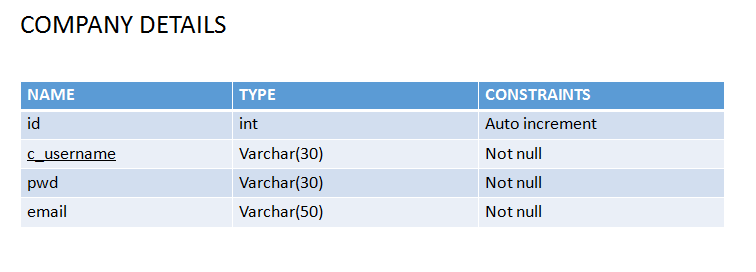 COMPANY DETAILS
NAME TYPE CONSTRAINTS
id int Auto increment
c_username Varchar(30) Not null
pwd Varchar(30) Not null
email Varchar(50) Not null